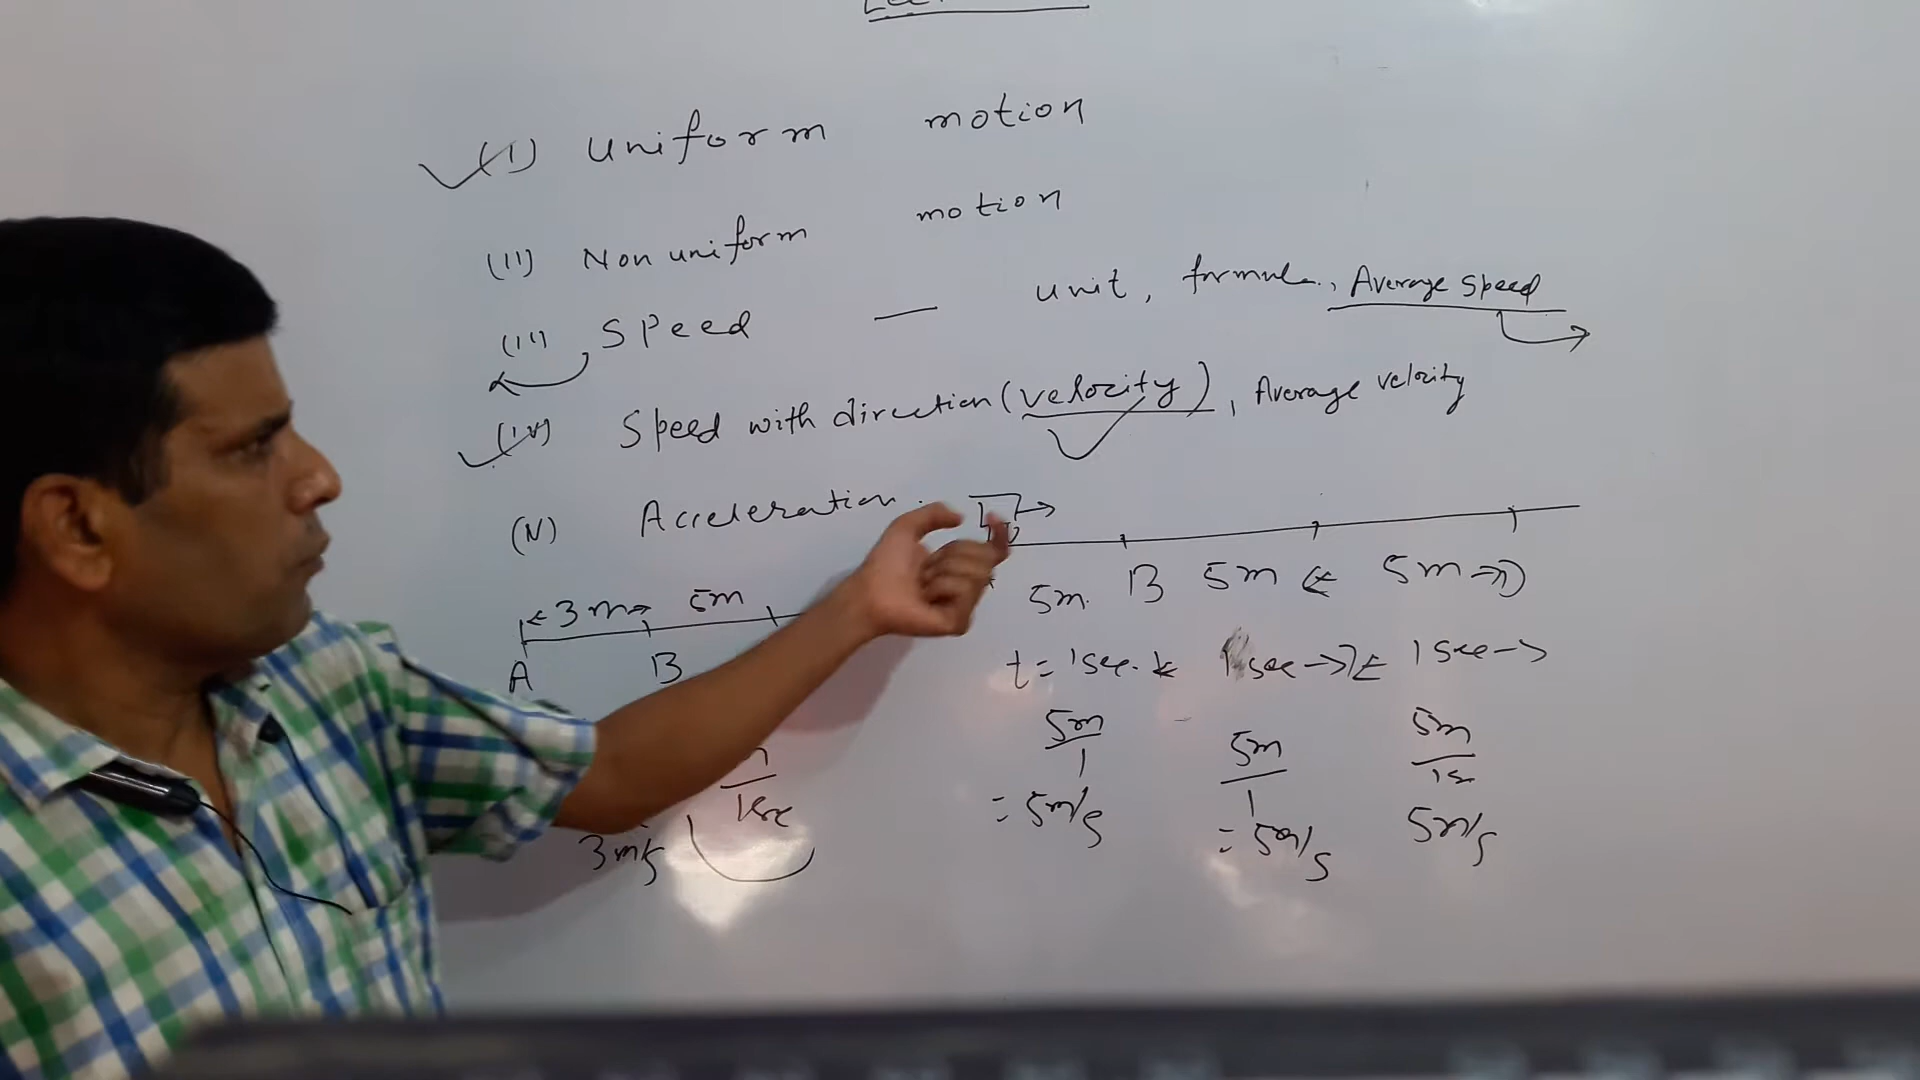 (I) Uniform motion
(II) Non uniform motion
(III) Speed — unit, formula, Average speed
(IV) Speed with direction (velocity), Average velocity
(V) Acceleration.
3m 5m
A B
1sec
3m/s
5m. B 5m 5m
t = 1sec. 1sec 1sec
5m/1 5m/1 5m/1s
= 5m/s = 5m/s 5m/s